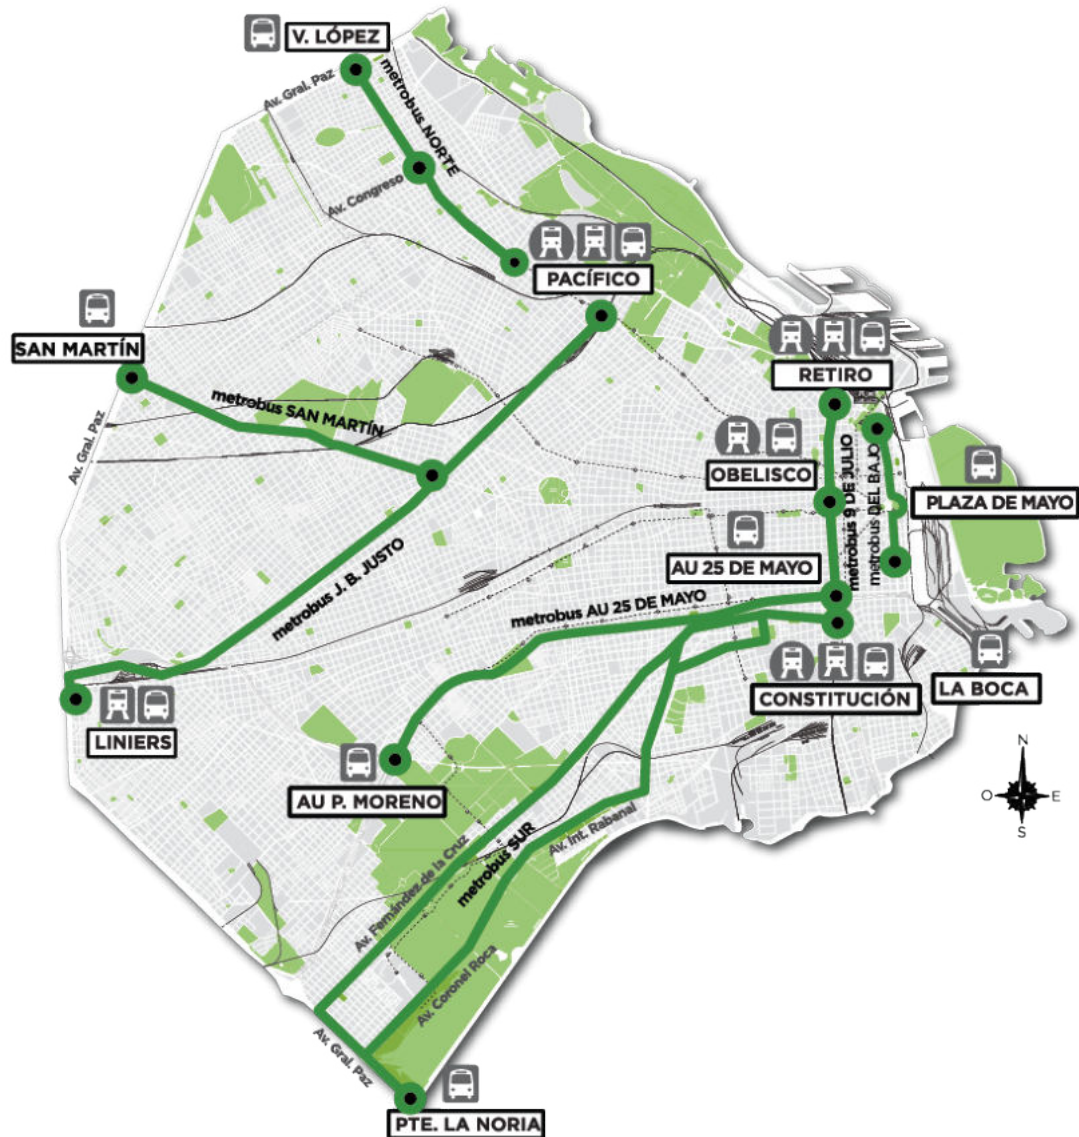 V. LÓPEZ
Av. Gral. Paz
metrobus NORTE
Av. Congreso
PACÍFICO
SAN MARTÍN
RETIRO
metrobus SAN MARTÍN
Av. Gral. Paz
OBELISCO
metrobus 9 DE JULIO
metrobus DEL BAJO
PLAZA DE MAYO
AU 25 DE MAYO
metrobus J. B. JUSTO
metrobus AU 25 DE MAYO
CONSTITUCIÓN
LA BOCA
LINIERS
AU P. MORENO
N
O
E
S
Av. Int. Rabanal
metrobus SUR
Av. Fernández de la Cruz
Av. Coronel Roca
Av. Gral. Paz
PTE. LA NORIA